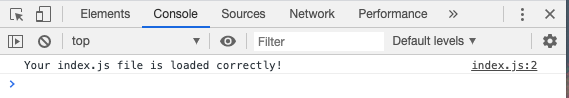 Elements Console Sources Network Performance »
top Filter Default levels
Your index.js file is loaded correctly! index.js:2